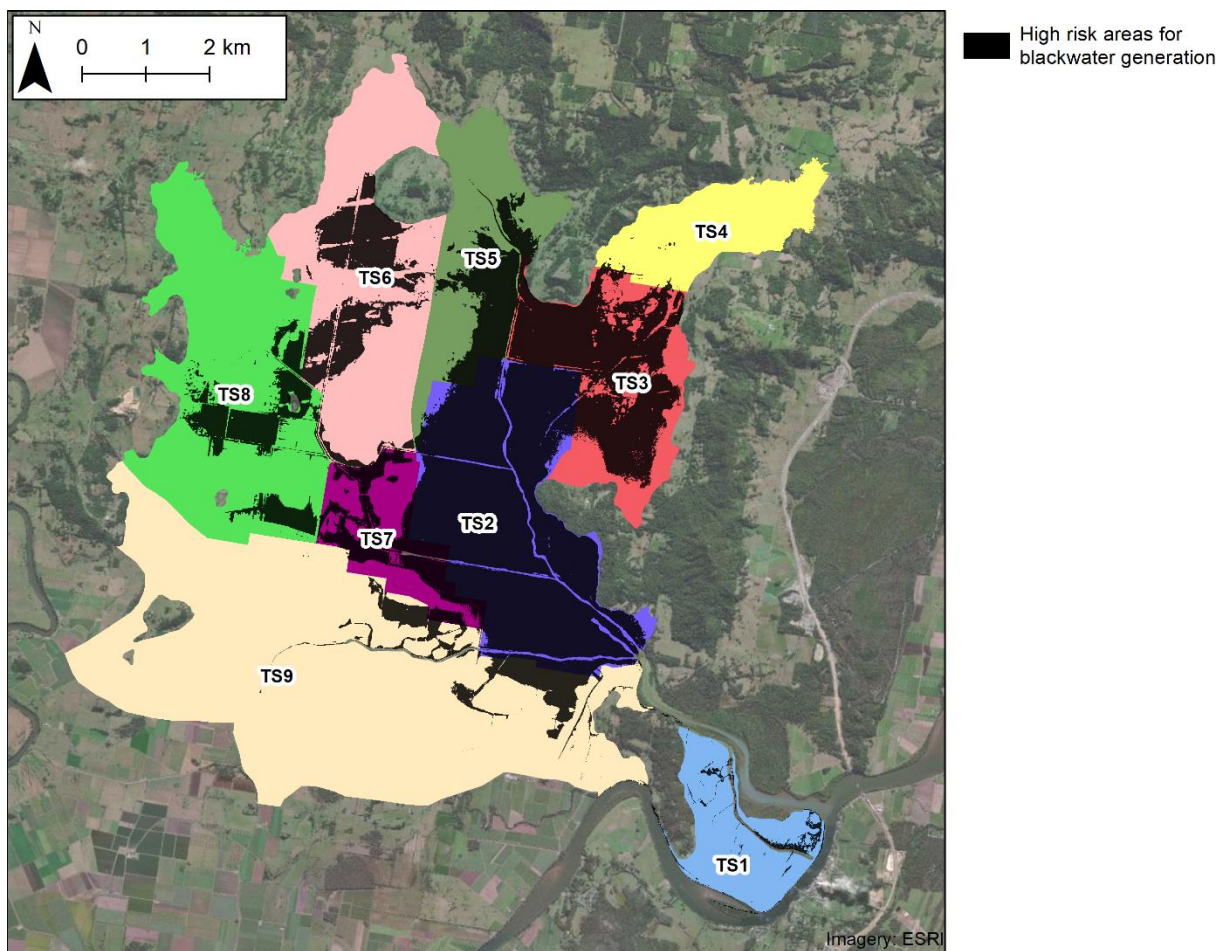 N
0 1 2 km
High risk areas for
blackwater generation
TS4
TS5
TS6
TS3
TS8
TS2
TS7
TS9
TS1
Imagery: ESRI